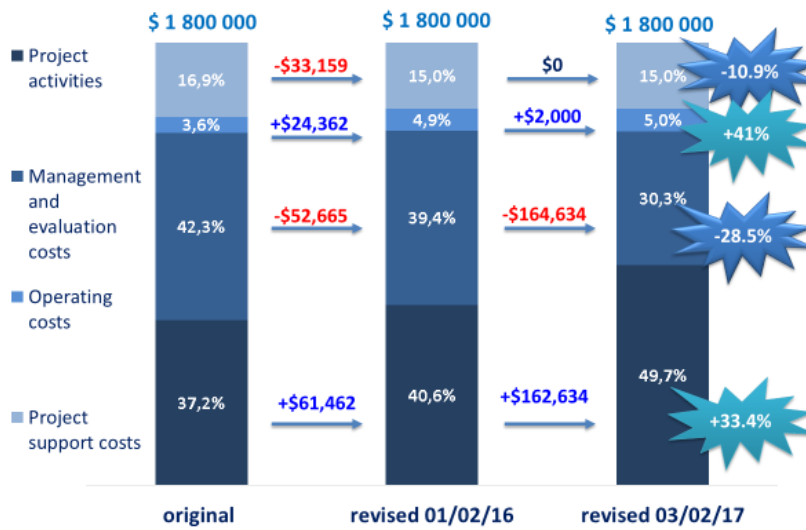 $ 1 800 000
$ 1 800 000
$ 1 800 000
Project
activities
Management
and
evaluation
costs
Operating
costs
Project
support costs
16,9%
-$33,159
15,0%
$0
15,0%
-10.9%
3,6%
+$24,362
4,9%
+$2,000
5,0%
+41%
42,3%
-$52,665
39,4%
-$164,634
30,3%
-28.5%
37,2%
+$61,462
40,6%
+$162,634
49,7%
+33.4%
original
revised 01/02/16
revised 03/02/17